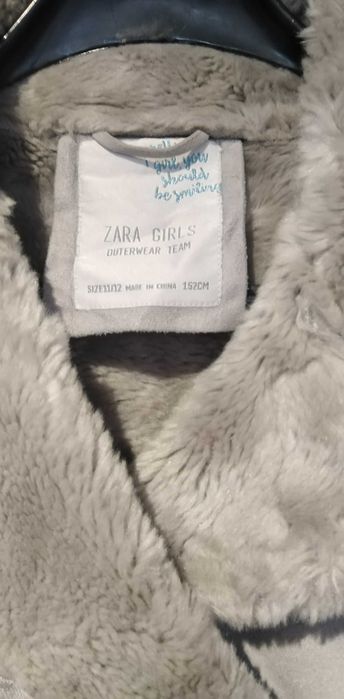 girl, you
should
be smiling
ZARA GIRLS
OUTERWEAR TEAM
SIZE11/12 MADE IN CHINA 152CM